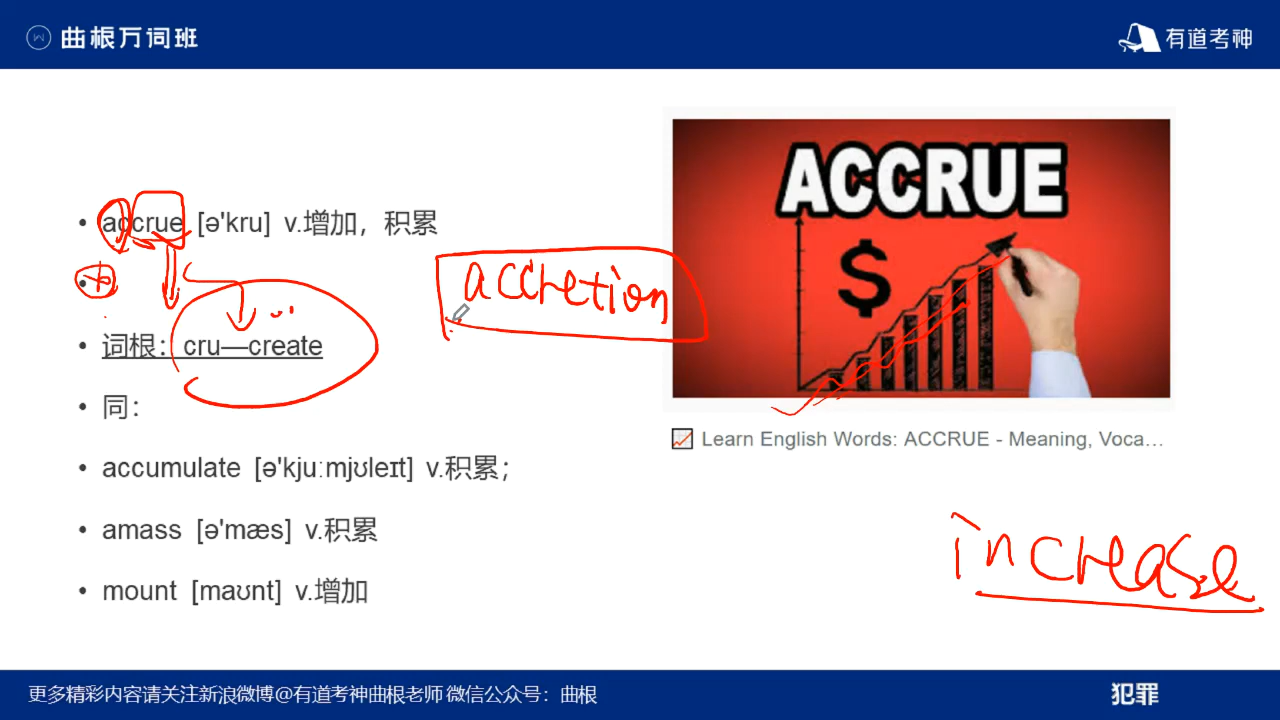 曲根万词班
有道考神
ACCRUE
$
accrue [ə'kru] v.增加，积累
accretion
词根：cru—create
同：
Learn English Words: ACCRUE - Meaning, Voca…
accumulate [ə'kjuːmjʊleɪt] v.积累；
amass [ə'mæs] v.积累
increase
mount [maʊnt] v.增加
更多精彩内容请关注新浪微博@有道考神曲根老师 微信公众号：曲根
犯罪